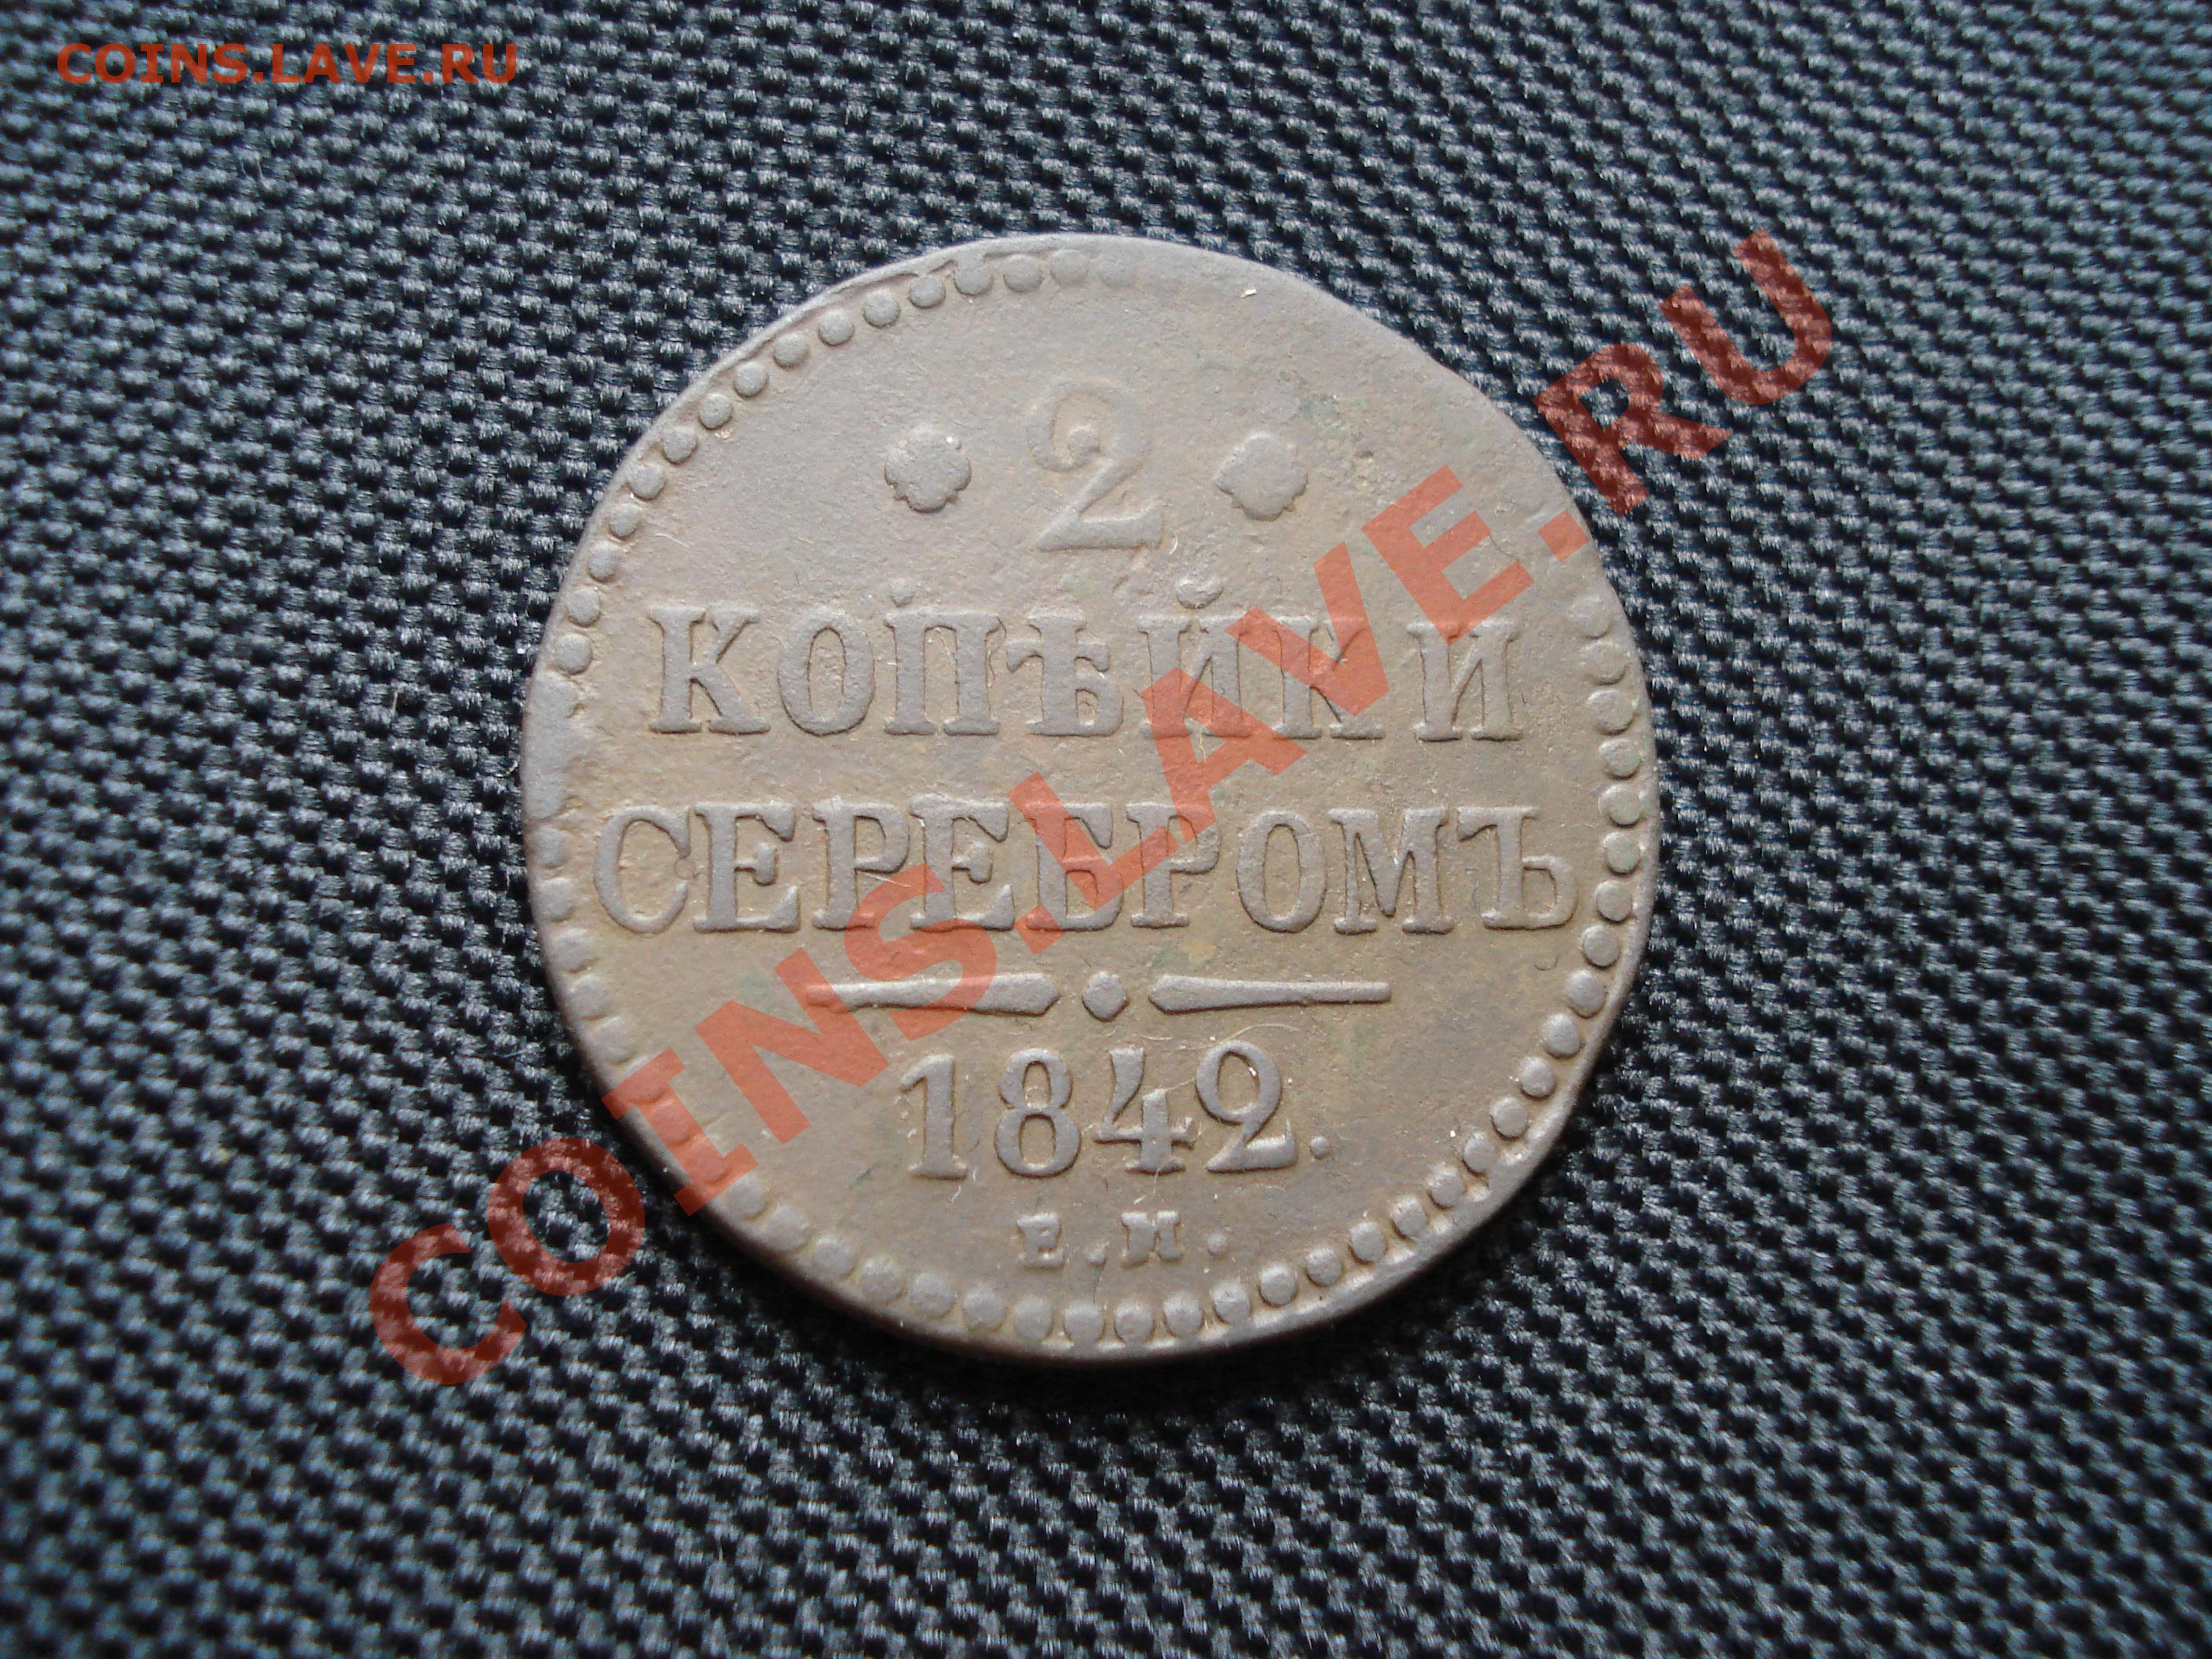 COINS.LAVE.RU
2
КОПѢЙКИ
СЕРЕБРОМЪ
1842.
Е.М.
COINS.LAVE.RU